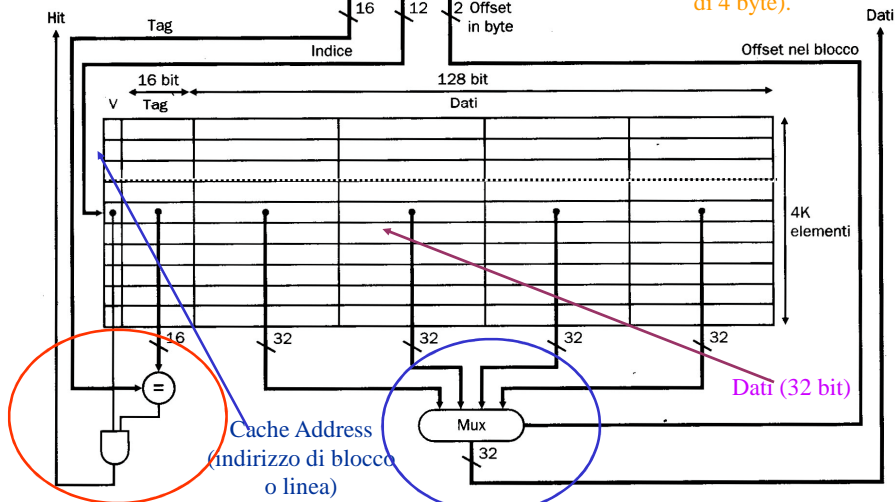 di 4 byte).
Hit
16
12
2 Offset
in byte
Dati
Tag
Indice
Offset nel blocco
16 bit
128 bit
V
Tag
Dati
4K
elementi
16
32
32
32
32
=
Dati (32 bit)
Mux
Cache Address
(indirizzo di blocco
o linea)
32